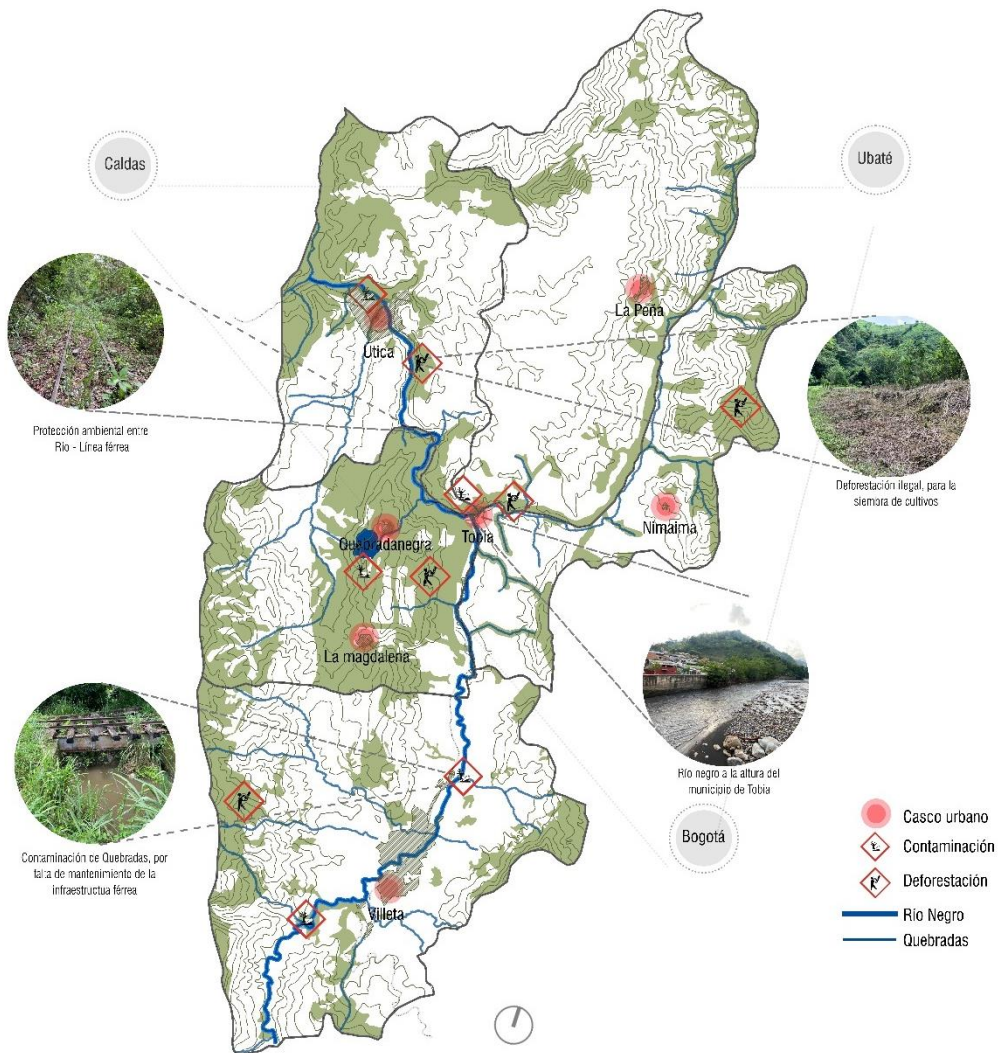 Caldas
Ubaté
La Peña
Útica
Protección ambiental entre
Río - Línea férrea
Deforestación ilegal, para la
siembra de cultivos
Quebradanegra
Tobia
Nimaima
La magdalena
Río negro a la altura del
municipio de Tobia
Contaminación de Quebradas, por
falta de mantenimiento de la
infraestructua férrea
Bogotá
Villeta
Casco urbano
Contaminación
Deforestación
Río Negro
Quebradas